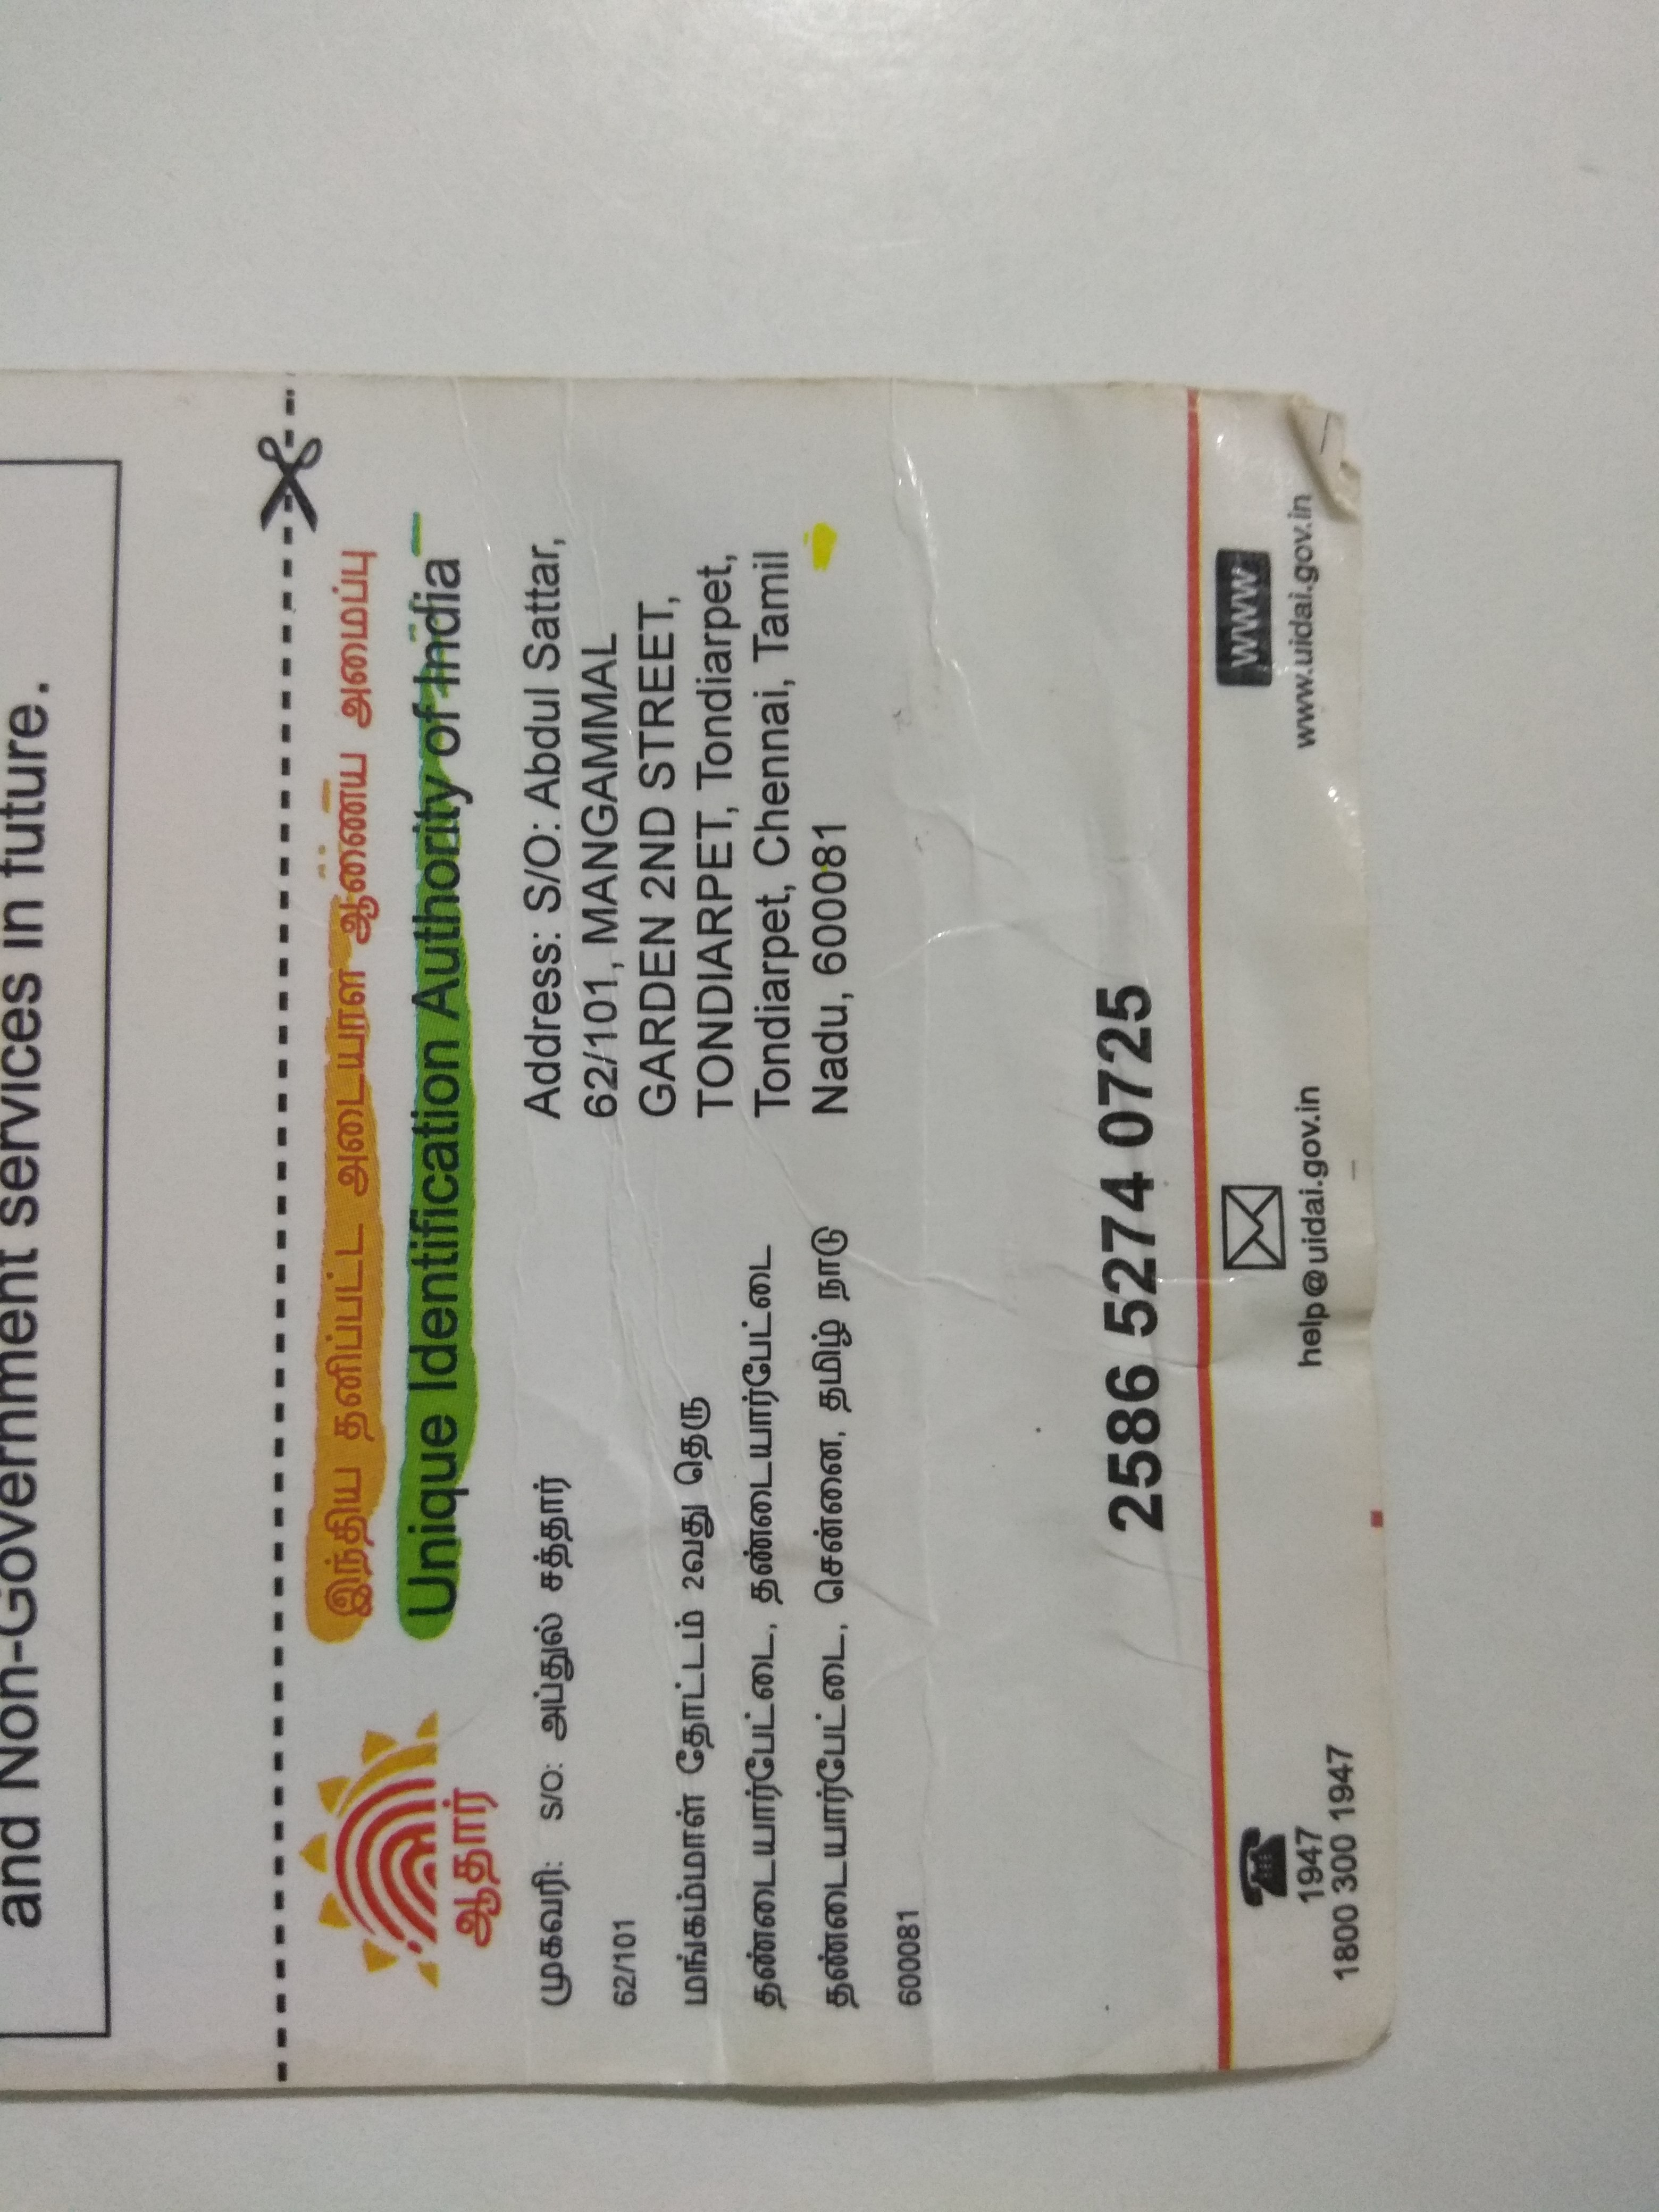 and Non-Government services in future.
இந்திய தனிப்பட்ட அடையாள ஆணைய அமைப்பு
Unique Identification Authority of India
ஆதார்
முகவரி: S/O: அப்துல் சத்தார்
62/101
மங்கம்மாள் தோட்டம் 2வது தெரு
தண்டையார்பேட்டை, தண்டையார்பேட்டை
தண்டையார்பேட்டை, சென்னை, தமிழ் நாடு
600081
Address: S/O: Abdul Sattar,
62/101, MANGAMMAL
GARDEN 2ND STREET,
TONDIARPET, Tondiarpet,
Tondiarpet, Chennai, Tamil
Nadu, 600081
2586 5274 0725
1947
1800 300 1947
help@uidai.gov.in
WWW
www.uidai.gov.in